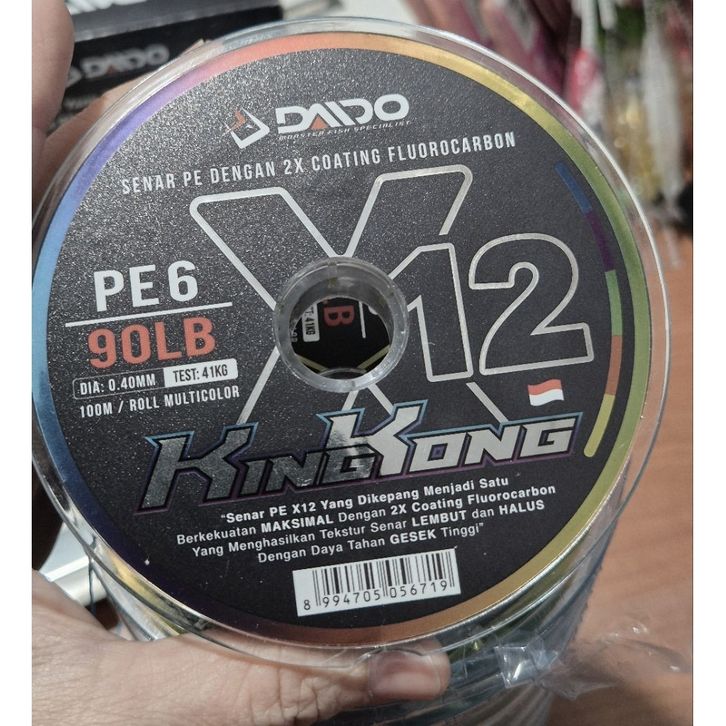 DAIDO
DAIDO
MONSTER FISH SPECIALIST
SENAR PE DENGAN 2X COATING FLUOROCARBON
X12
PE 6
90LB
DIA: 0.40MM TEST: 41KG
100M / ROLL MULTICOLOR
KINGKONG
"Senar PE X12 Yang Dikepang Menjadi Satu
Berkekuatan MAKSIMAL Dengan 2X Coating Fluorocarbon
Yang Menghasilkan Tekstur Senar LEMBUT dan HALUS
Dengan Daya Tahan GESEK Tinggi"
8 994705 056719